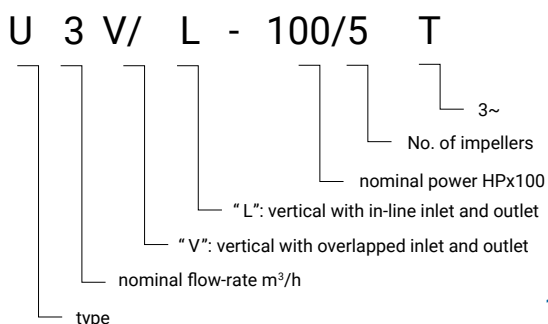 U 3 V/ L - 100/5 T
3~
No. of impellers
nominal power HPx100
“ L”: vertical with in-line inlet and outlet
“ V”: vertical with overlapped inlet and outlet
nominal flow-rate m³/h
type